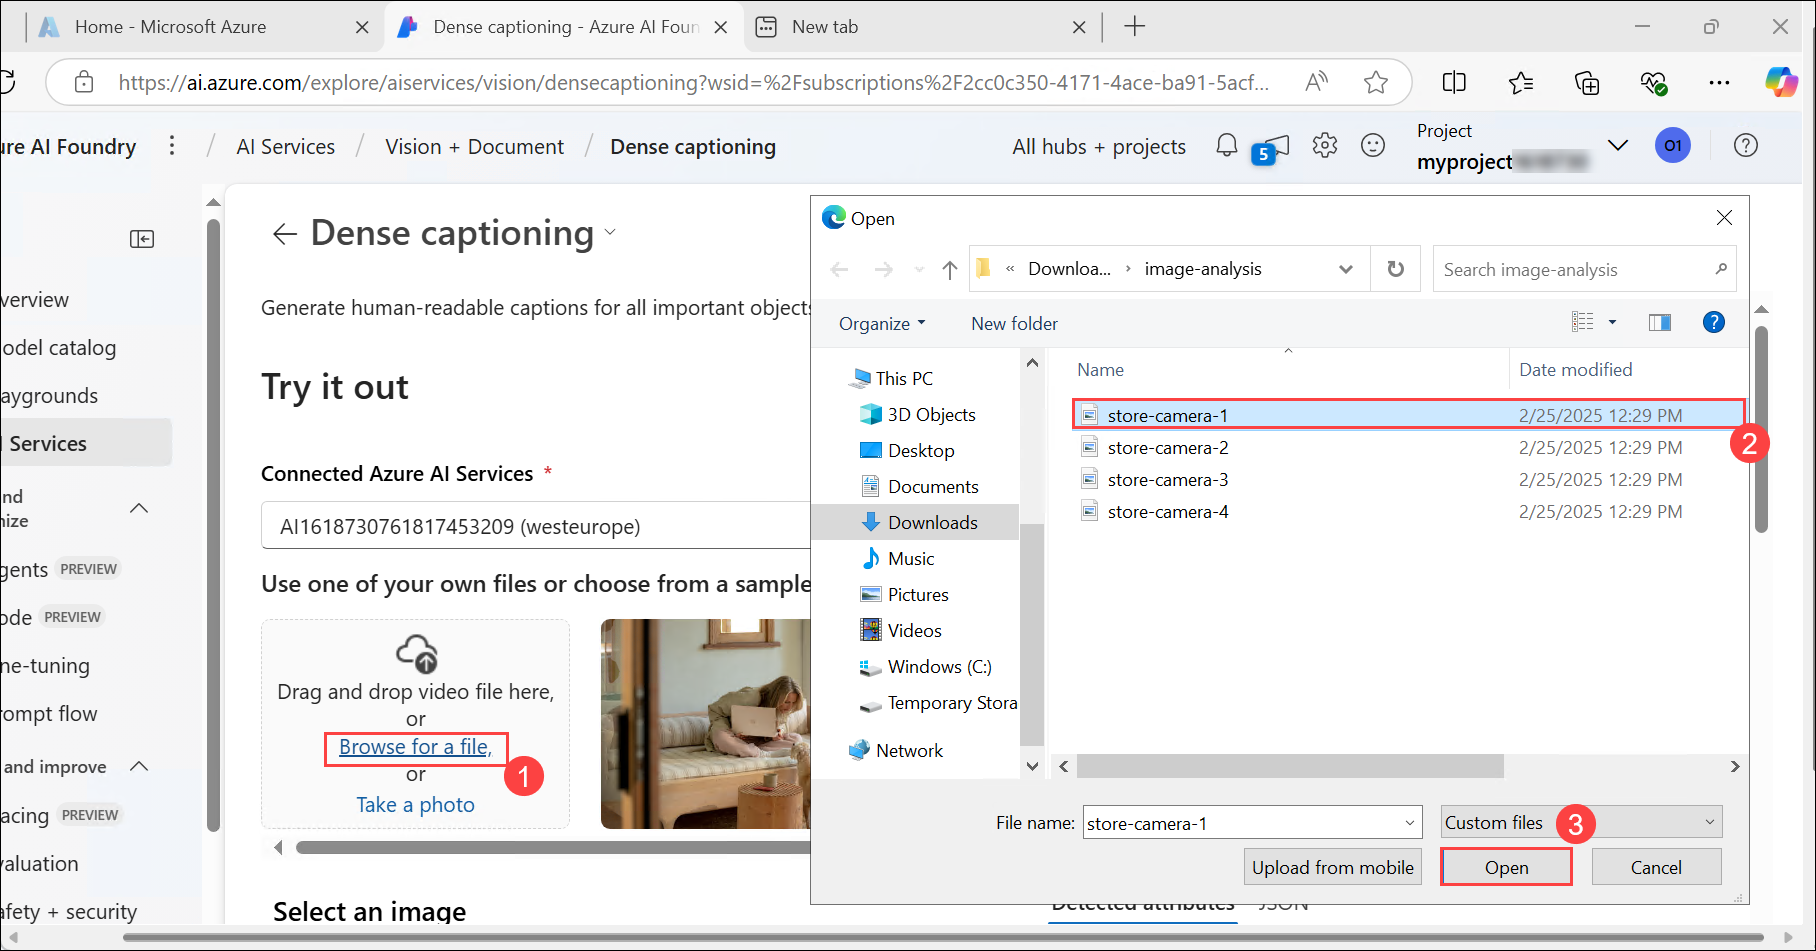 Home - Microsoft Azure
Dense captioning - Azure AI Foun
New tab
https://ai.azure.com/explore/aiservices/vision/densecaptioning?wsid=%2Fsubscriptions%2F2cc0c350-4171-4ace-ba91-5acf...
re AI Foundry
/ AI Services / Vision + Document / Dense captioning
All hubs + projects
5
Project
myproject
O1
verview
odel catalog
aygrounds
I Services
nd
nize
gents PREVIEW
ode PREVIEW
ne-tuning
rompt flow
and improve
acing PREVIEW
valuation
afety + security
Dense captioning
Generate human-readable captions for all important objects
Try it out
Connected Azure AI Services *
AI1618730761817453209 (westeurope)
Use one of your own files or choose from a sample
Drag and drop video file here,
or
Browse for a file,
1
or
Take a photo
Select an image
Detected attributes
JSON
Open
« Downloa... › image-analysis
Search image-analysis
Organize
New folder
This PC
3D Objects
Desktop
Documents
Downloads
Music
Pictures
Videos
Windows (C:)
Temporary Stora
Network
Name
Date modified
store-camera-1 2/25/2025 12:29 PM
2
store-camera-2 2/25/2025 12:29 PM
store-camera-3 2/25/2025 12:29 PM
store-camera-4 2/25/2025 12:29 PM
File name: store-camera-1
Custom files
3
Upload from mobile
Open
Cancel